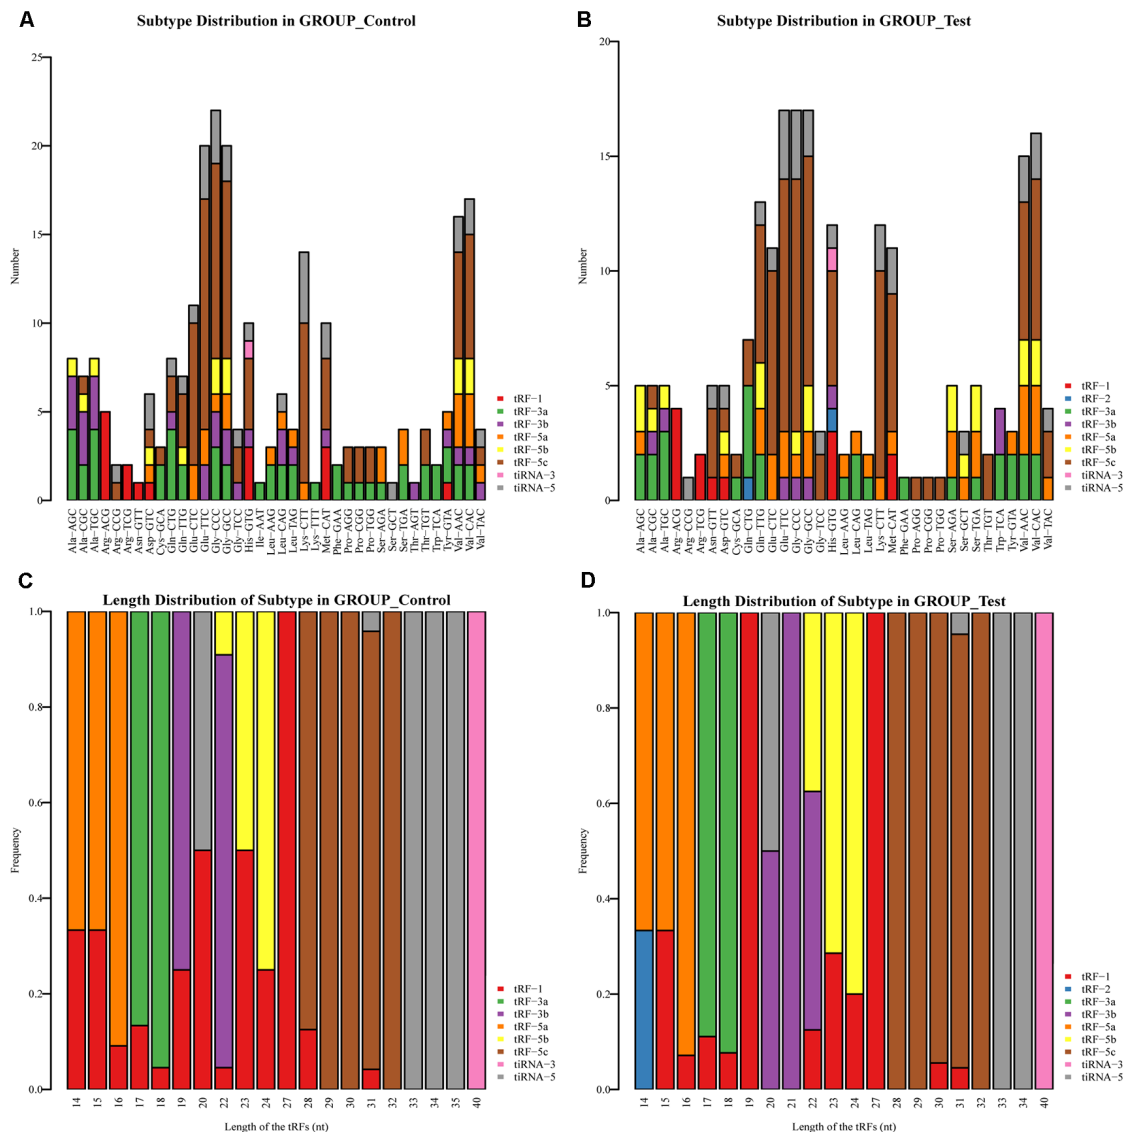 A
Subtype Distribution in GROUP_Control
25
20
15
10
5
0
Number
Ala−AGC
Ala−CGC
Ala−TGC
Arg−ACG
Arg−CCG
Arg−TCG
Asn−GTT
Asp−GTC
Cys−GCA
Gln−CTG
Gln−TTG
Glu−CTC
Glu−TTC
Gly−CCC
Gly−GCC
Gly−TCC
His−GTG
Ile−AAT
Leu−AAG
Leu−CAG
Leu−TAG
Lys−CTT
Lys−TTT
Met−CAT
Phe−GAA
Pro−AGG
Pro−CGG
Pro−TGG
Ser−AGA
Ser−GCT
Ser−TGA
Thr−AGT
Thr−TGT
Trp−TCA
Tyr−GTA
Val−AAC
Val−CAC
Val−TAC
tRF−1
tRF−3a
tRF−3b
tRF−5a
tRF−5b
tRF−5c
tiRNA−3
tiRNA−5
B
Subtype Distribution in GROUP_Test
20
15
10
5
0
Number
Ala−AGC
Ala−CGC
Ala−TGC
Arg−ACG
Arg−CCG
Arg−TCG
Asn−GTT
Asp−GTC
Cys−GCA
Gln−CTG
Gln−TTG
Glu−CTC
Glu−TTC
Gly−CCC
Gly−GCC
Gly−TCC
His−GTG
Leu−AAG
Leu−CAG
Leu−TAG
Lys−CTT
Met−CAT
Phe−GAA
Pro−AGG
Pro−CGG
Pro−TGG
Ser−AGA
Ser−GCT
Ser−TGA
Thr−TGT
Trp−TCA
Tyr−GTA
Val−AAC
Val−CAC
Val−TAC
tRF−1
tRF−2
tRF−3a
tRF−3b
tRF−5a
tRF−5b
tRF−5c
tiRNA−3
tiRNA−5
C
Length Distribution of Subtype in GROUP_Control
1.0
0.8
0.6
0.4
0.2
0.0
Frequency
14
15
16
17
18
19
20
22
23
24
27
28
29
30
31
32
33
34
35
40
Length of the tRFs (nt)
tRF−1
tRF−3a
tRF−3b
tRF−5a
tRF−5b
tRF−5c
tiRNA−3
tiRNA−5
D
Length Distribution of Subtype in GROUP_Test
1.0
0.8
0.6
0.4
0.2
0.0
Frequency
14
15
16
17
18
19
20
21
22
23
24
27
28
29
30
31
32
33
34
40
Length of the tRFs (nt)
tRF−1
tRF−2
tRF−3a
tRF−3b
tRF−5a
tRF−5b
tRF−5c
tiRNA−3
tiRNA−5